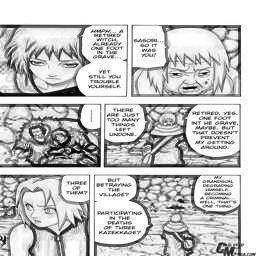 HMPH... A
RETIRED
WITCH,
ALREADY
ONE FOOT
IN THE
GRAVE...
YET
STILL YOU
TROUBLE
YOURSELF.
SASORI...
SO IT
WAS
YOU?
RETIRED, YES.
ONE FOOT
INT HE GRAVE,
MAYBE. BUT
THAT DOESN'T
PREVENT MY
GETTING
AROUND.
THERE
ARE JUST
TOO MANY
THINGS
LEFT
UNDONE.
...
MY
GRANDSON,
DEGRADING
HIMSELF,
BECOMING
A CRIMINAL...
WELL, THAT'S
ONE THING.
BUT
BETRAYING
THE
VILLAGE?
PARTICIPATING
IN THE
DEATHS
OF THREE
KAZEKAGE?
THREE
OF
THEM?